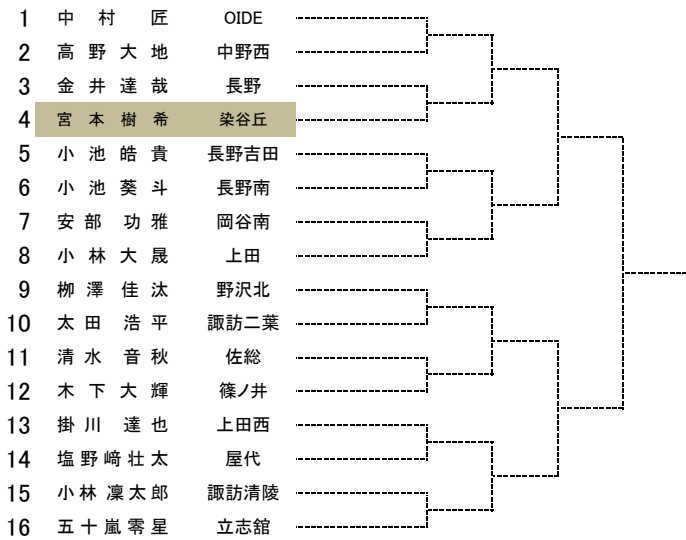 1 中村 匠 OIDE
2 高野大地 中野西
3 金井達哉 長野
4 宮本樹希 染谷丘
5 小池皓貴 長野吉田
6 小池葵斗 長野南
7 安部 功雅 岡谷南
8 小林大晟 上田
9 栁澤佳汰 野沢北
10 太田 浩平 諏訪二葉
11 清水 音秋 佐総
12 木下大輝 篠ノ井
13 掛川 達也 上田西
14 塩野﨑壮太 屋代
15 小林 凜太郎 諏訪清陵
16 五十嵐零星 立志舘